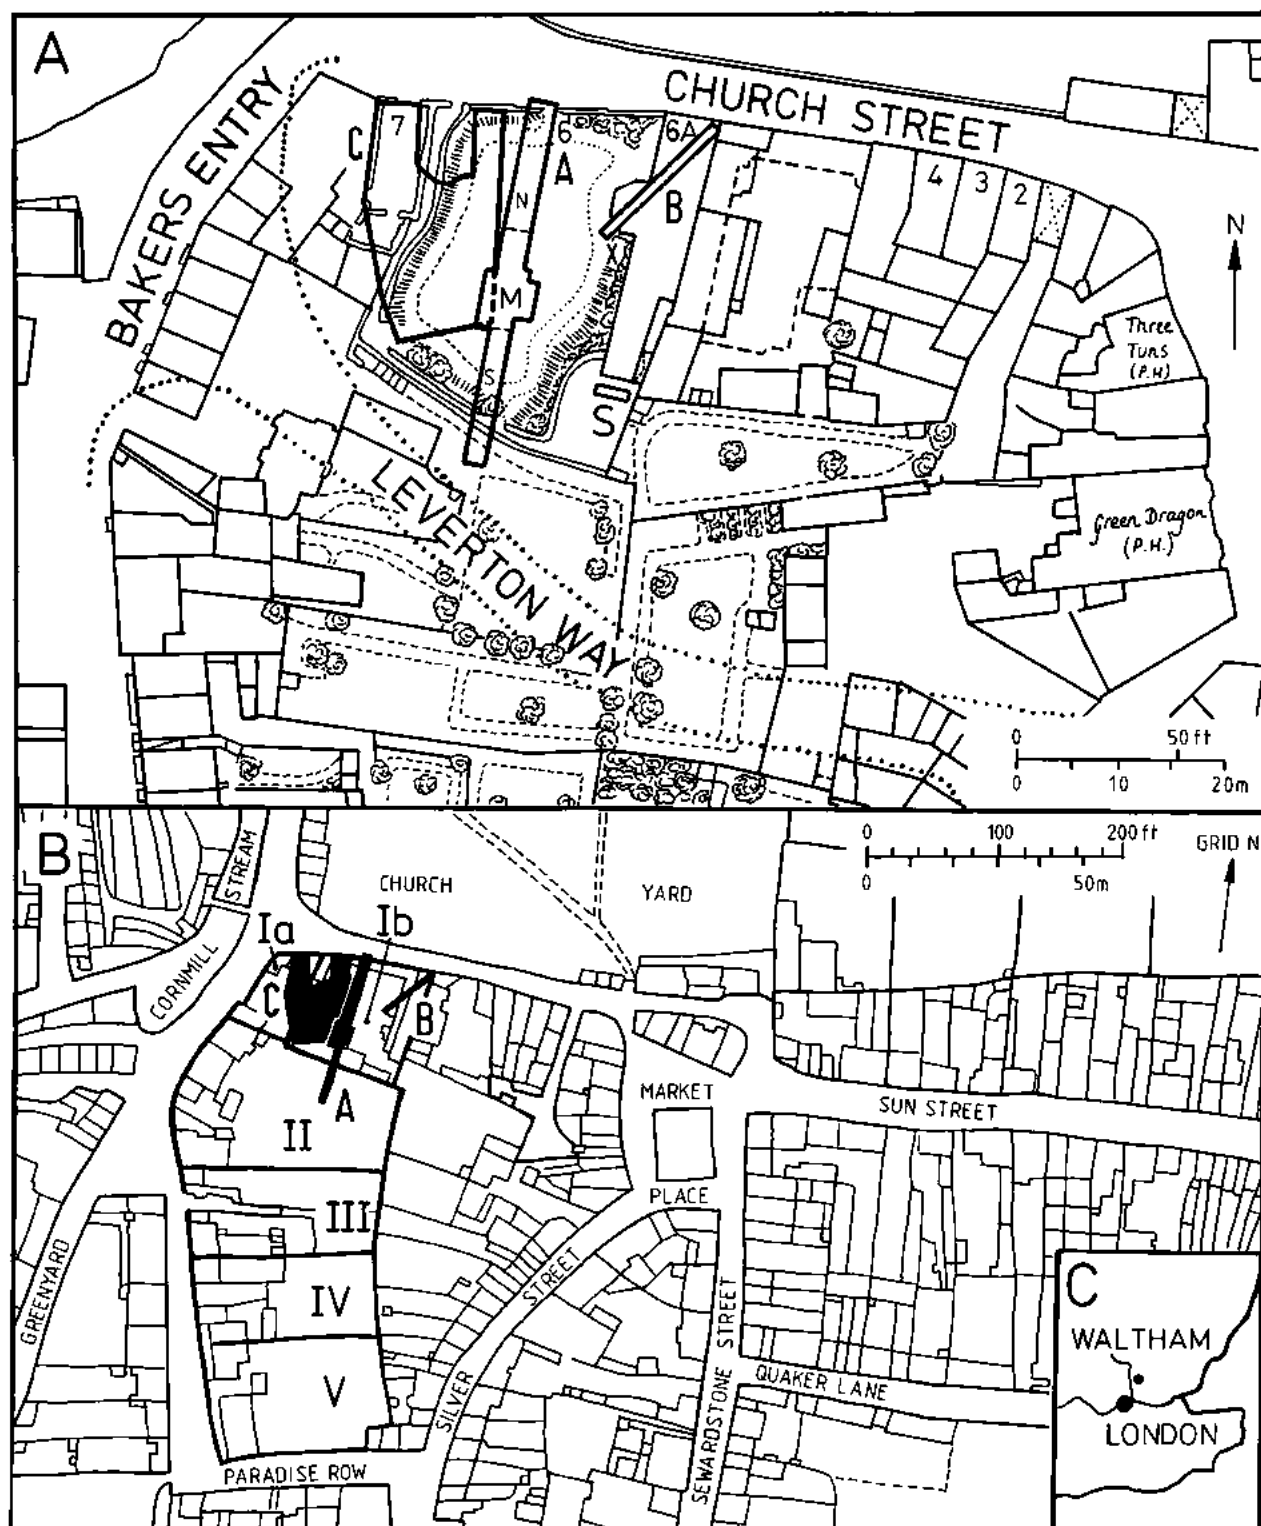 A
BAKERS ENTRY
CHURCH STREET
C
7
6
A
6A
B
4
3
2
N
N
M
S
S
Three
Tuns
(P.H)
LEVERTON WAY
Green Dragon
(P.H.)
0 50 ft
0 10 20m
B
STREAM
CORNMILL
CHURCH
YARD
0 100 200 ft
0 50m
GRID N
Ia
Ib
C
B
A
II
III
IV
V
MARKET
PLACE
SUN STREET
GREENYARD
SILVER STREET
SEWARDSTONE STREET
QUAKER LANE
PARADISE ROW
C
WALTHAM
LONDON